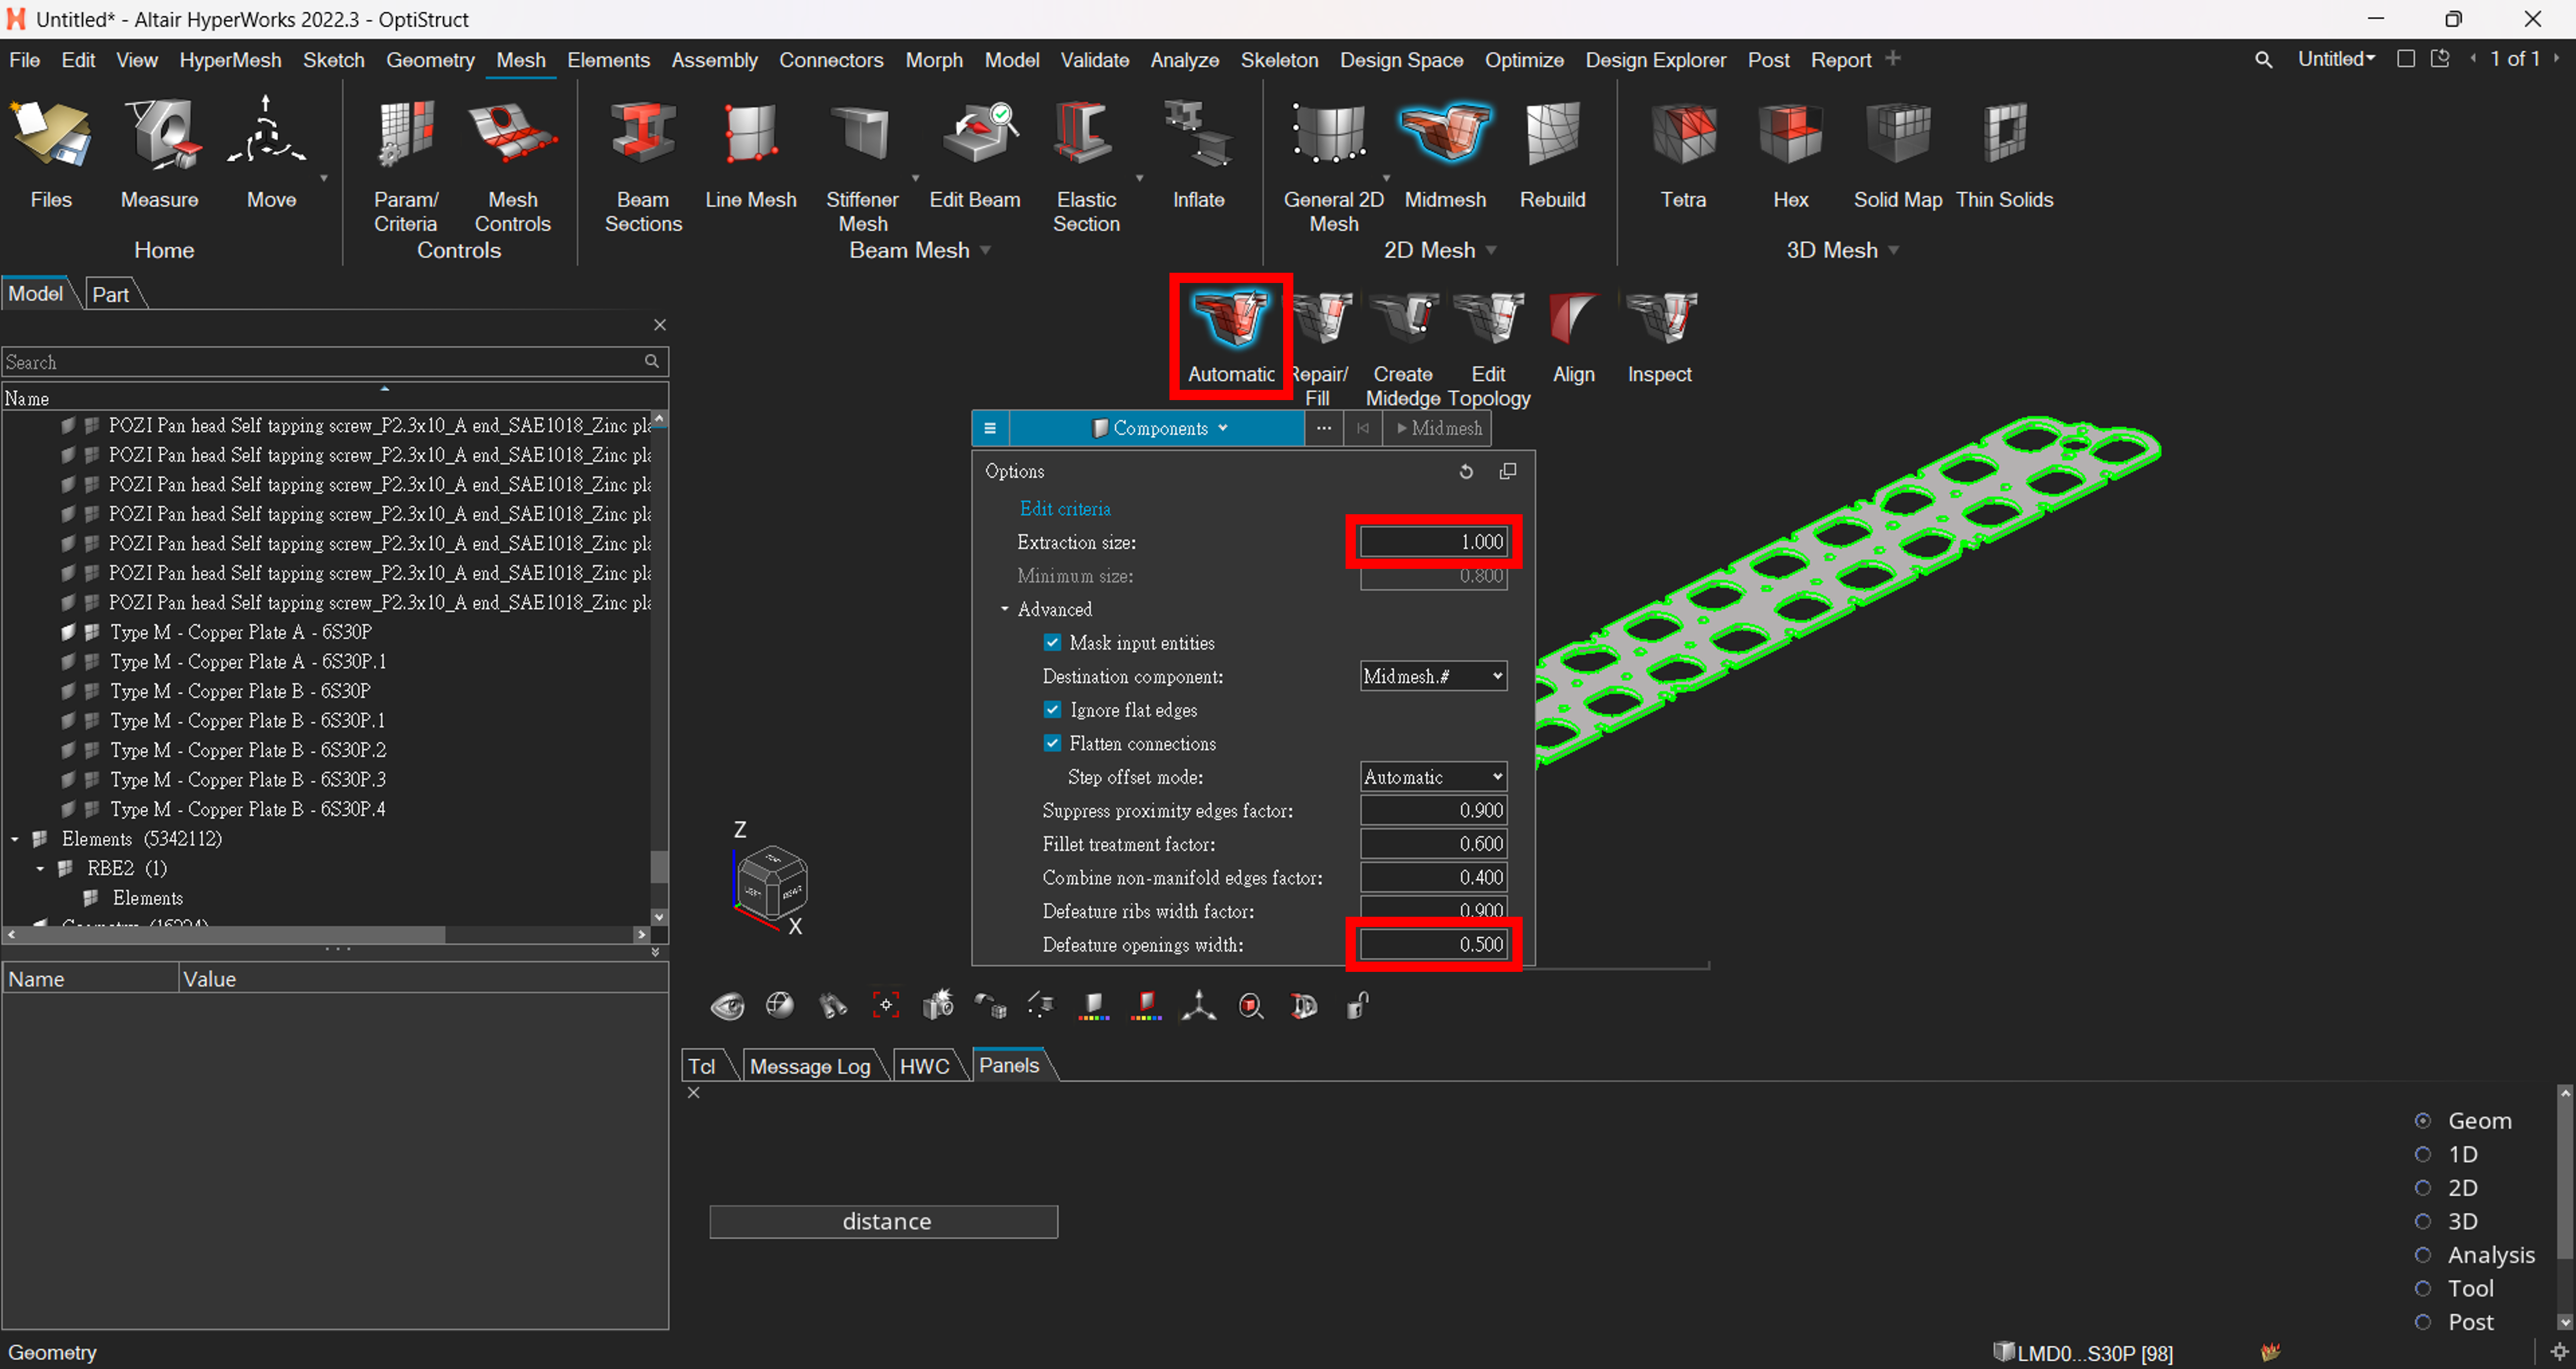 Untitled* - Altair HyperWorks 2022.3 - OptiStruct
File Edit View HyperMesh Sketch Geometry Mesh Elements Assembly Connectors Morph Model Validate Analyze Skeleton Design Space Optimize Design Explorer Post Report Untitled 1 of 1
Files Measure Move Param/ Criteria Mesh Controls Beam Sections Line Mesh Stiffener Mesh Edit Beam Elastic Section Inflate General 2D Mesh Midmesh Rebuild Tetra Hex Solid Map Thin Solids
Home Controls Beam Mesh 2D Mesh 3D Mesh
Model Part
Automatic Repair/ Fill Create Midedge Edit Topology Align Inspect
Search
Name
POZI Pan head Self tapping screw_P2.3x10_A end_SAE1018_Zinc pla
POZI Pan head Self tapping screw_P2.3x10_A end_SAE1018_Zinc pla
POZI Pan head Self tapping screw_P2.3x10_A end_SAE1018_Zinc pla
POZI Pan head Self tapping screw_P2.3x10_A end_SAE1018_Zinc pla
POZI Pan head Self tapping screw_P2.3x10_A end_SAE1018_Zinc pla
POZI Pan head Self tapping screw_P2.3x10_A end_SAE1018_Zinc pla
POZI Pan head Self tapping screw_P2.3x10_A end_SAE1018_Zinc pla
Type M - Copper Plate A - 6S30P
Type M - Copper Plate A - 6S30P.1
Type M - Copper Plate B - 6S30P
Type M - Copper Plate B - 6S30P.1
Type M - Copper Plate B - 6S30P.2
Type M - Copper Plate B - 6S30P.3
Type M - Copper Plate B - 6S30P.4
Elements (5342112)
RBE2 (1)
Elements
Name Value
Components ... Midmesh
Options
Edit criteria
Extraction size: 1.000
Minimum size: 0.800
Advanced
Mask input entities
Destination component: Midmesh.#
Ignore flat edges
Flatten connections
Step offset mode: Automatic
Suppress proximity edges factor: 0.900
Fillet treatment factor: 0.600
Combine non-manifold edges factor: 0.400
Defeature ribs width factor: 0.900
Defeature openings width: 0.500
Z
LEFT REAR
X
Tcl Message Log HWC Panels
distance
Geom
1D
2D
3D
Analysis
Tool
Post
Geometry LMD0...S30P [98]